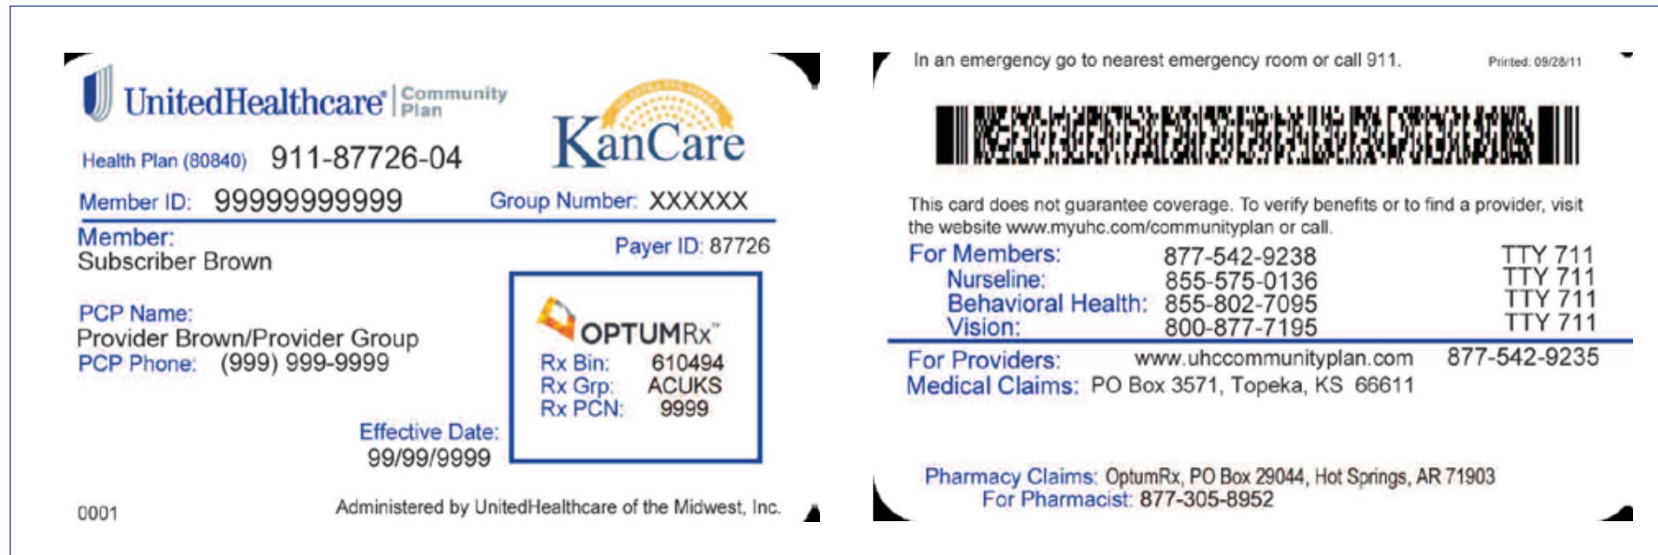 UnitedHealthcare® | Community Plan
KanCare
Health Plan (80840) 911-87726-04
Member ID: 99999999999 Group Number: XXXXXX
Member:
Subscriber Brown
Payer ID: 87726
PCP Name:
Provider Brown/Provider Group
PCP Phone: (999) 999-9999
OPTUMRx™
Rx Bin: 610494
Rx Grp: ACUKS
Rx PCN: 9999
Effective Date:
99/99/9999
0001
Administered by UnitedHealthcare of the Midwest, Inc.
In an emergency go to nearest emergency room or call 911. Printed: 09/28/11
This card does not guarantee coverage. To verify benefits or to find a provider, visit
the website www.myuhc.com/communityplan or call.
For Members: 877-542-9238 TTY 711
Nurseline: 855-575-0136 TTY 711
Behavioral Health: 855-802-7095 TTY 711
Vision: 800-877-7195 TTY 711
For Providers: www.uhccommunityplan.com 877-542-9235
Medical Claims: PO Box 3571, Topeka, KS 66611
Pharmacy Claims: OptumRx, PO Box 29044, Hot Springs, AR 71903
For Pharmacist: 877-305-8952